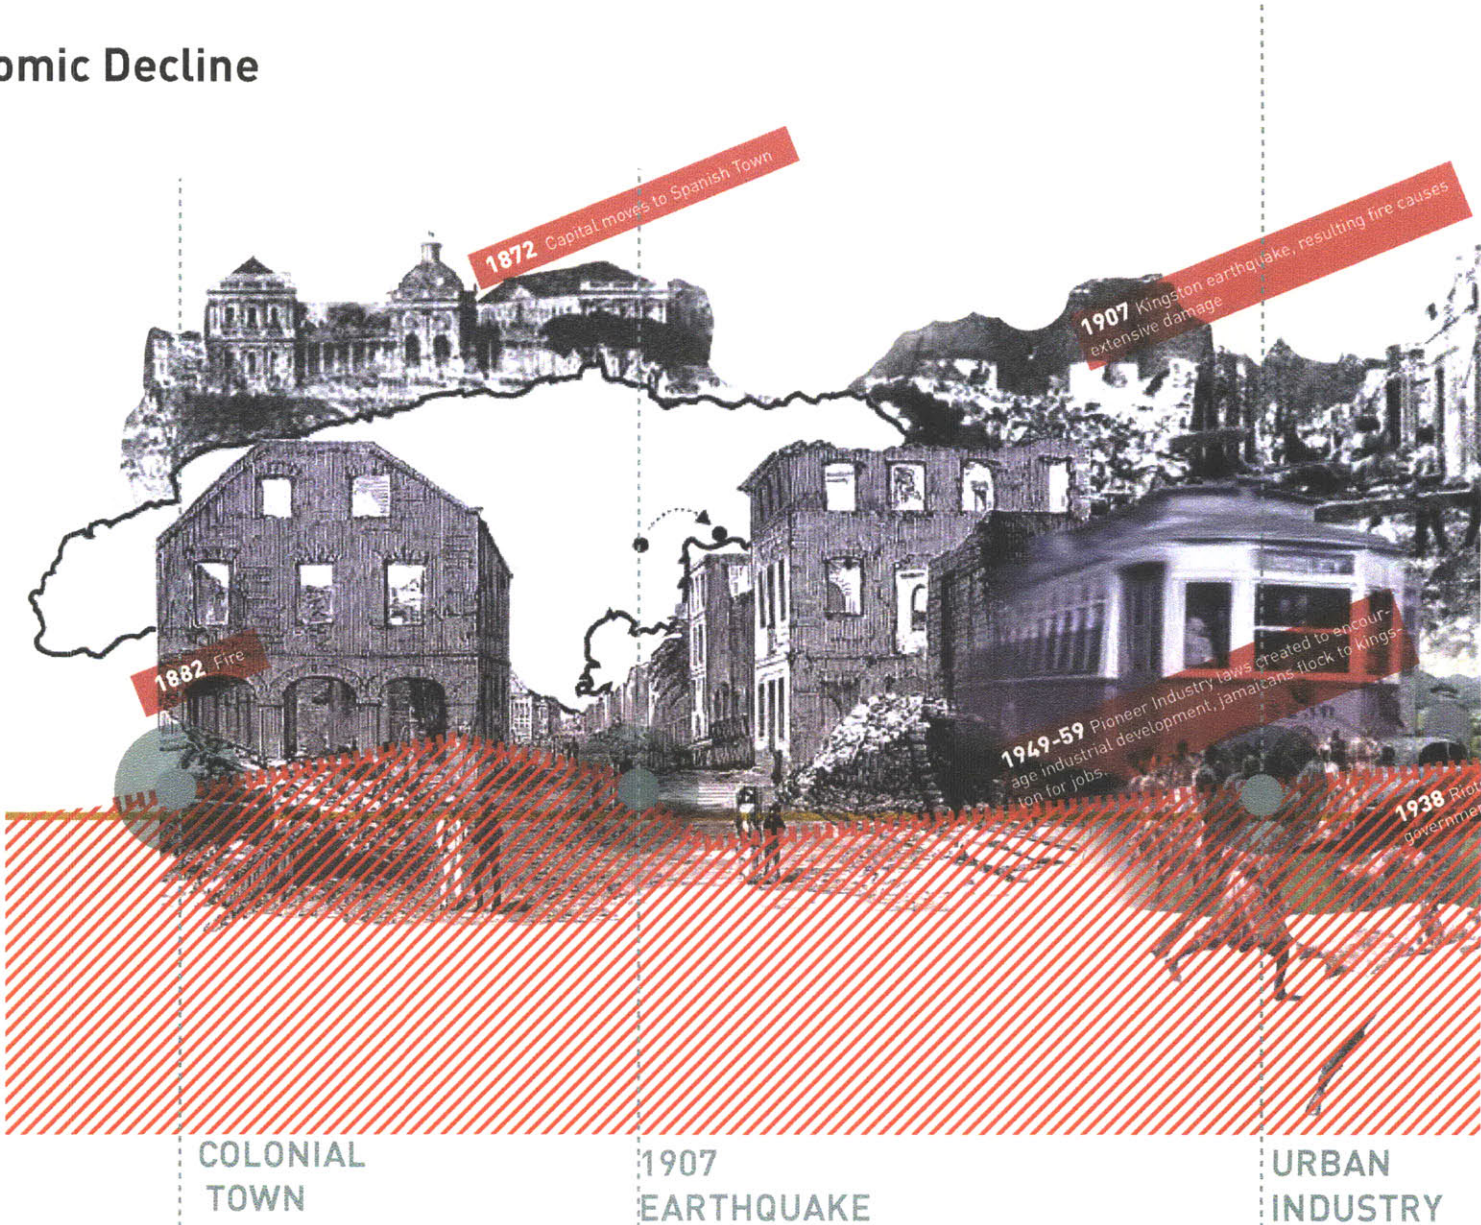 omic Decline
1872 Capital moves to Spanish Town
1907 Kingston earthquake, resulting fire causes
extensive damage
1882 Fire
1949-59 Pioneer Industry laws created to encour-
age industrial development, jamaicans flock to kings-
ton for jobs.
1938 Riot
governme
COLONIAL
TOWN
1907
EARTHQUAKE
URBAN
INDUSTRY